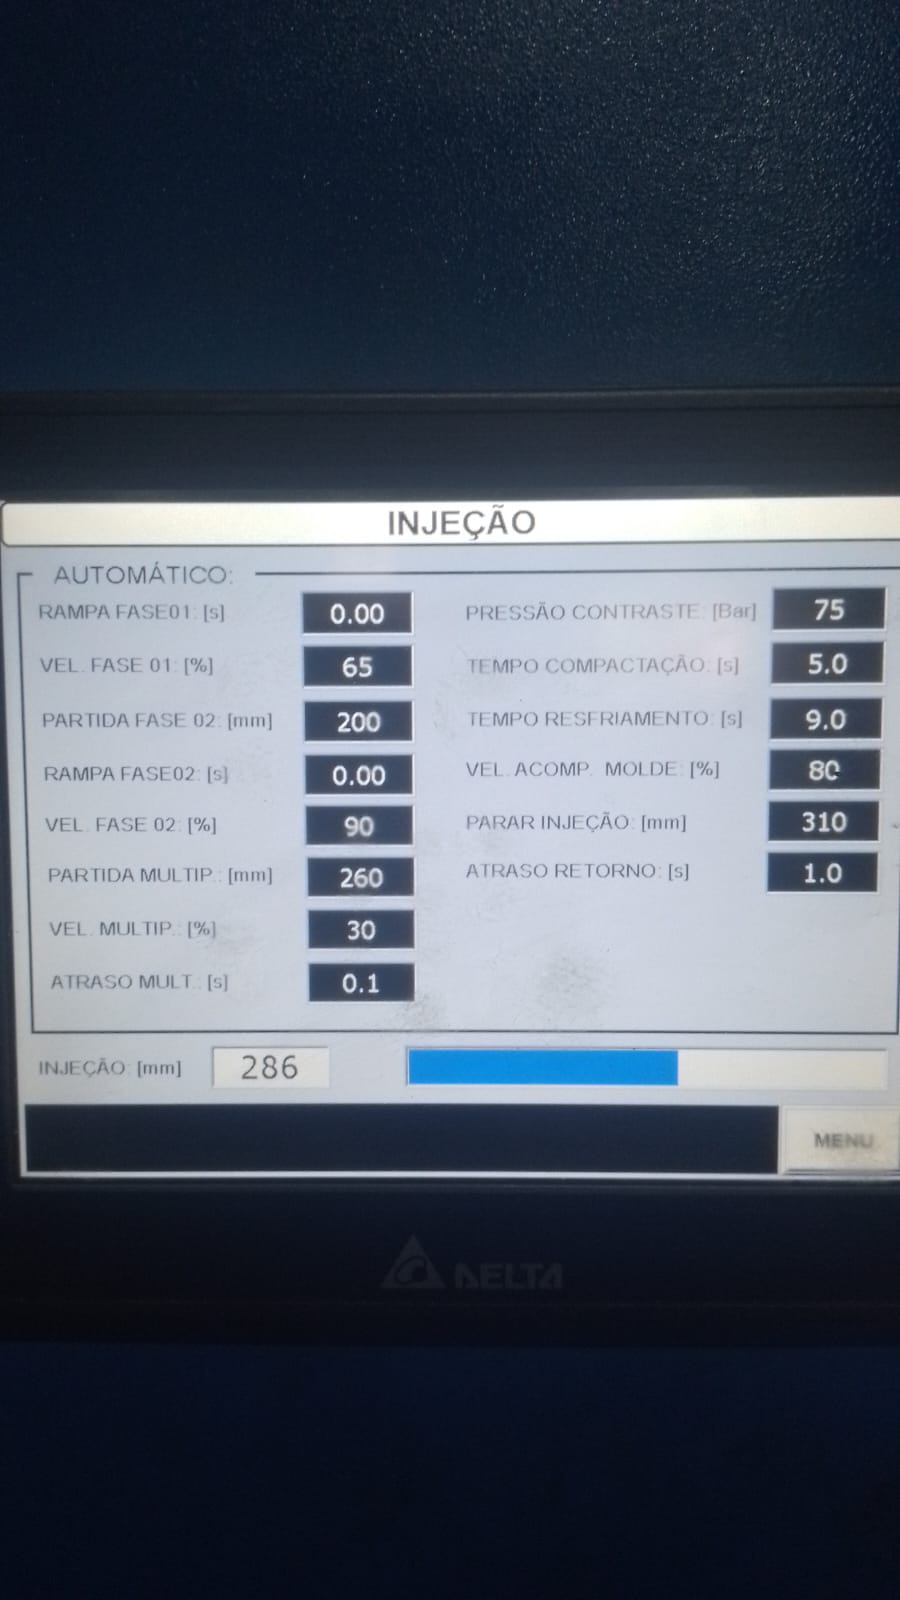 INJEÇÃO
AUTOMÁTICO:
RAMPA FASE01: [s] 0.00
VEL. FASE 01: [%] 65
PARTIDA FASE 02: [mm] 200
RAMPA FASE02: [s] 0.00
VEL. FASE 02: [%] 90
PARTIDA MULTIP.: [mm] 260
VEL. MULTIP.: [%] 30
ATRASO MULT.: [s] 0.1
PRESSÃO CONTRASTE: [Bar] 75
TEMPO COMPACTAÇÃO: [s] 5.0
TEMPO RESFRIAMENTO: [s] 9.0
VEL. ACOMP. MOLDE: [%] 80
PARAR INJEÇÃO: [mm] 310
ATRASO RETORNO: [s] 1.0
INJEÇÃO: [mm] 286
MENU
DELTA